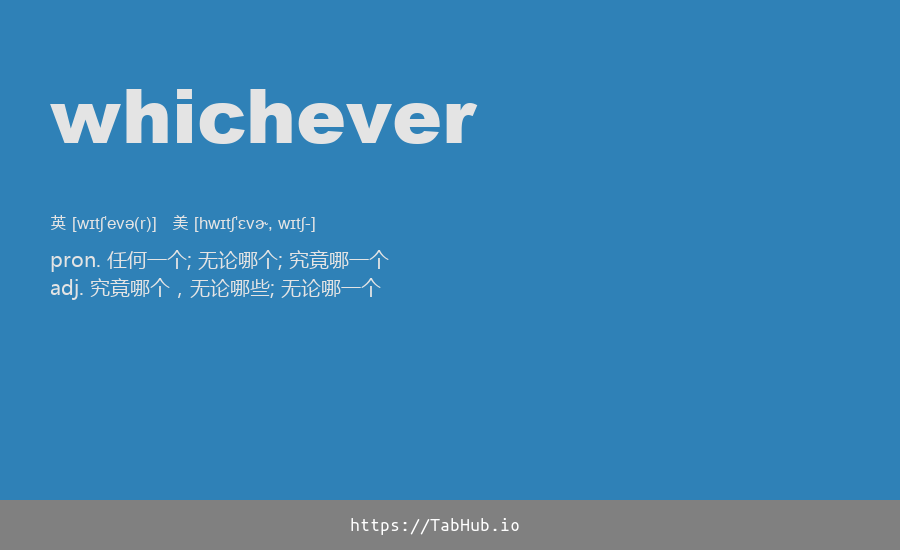 whichever
英 [wɪtʃˈevə(r)] 美 [hwɪtʃˈɛvɚ, wɪtʃ-]
pron. 任何一个; 无论哪个; 究竟哪一个
adj. 究竟哪个，无论哪些; 无论哪一个
https://TabHub.io